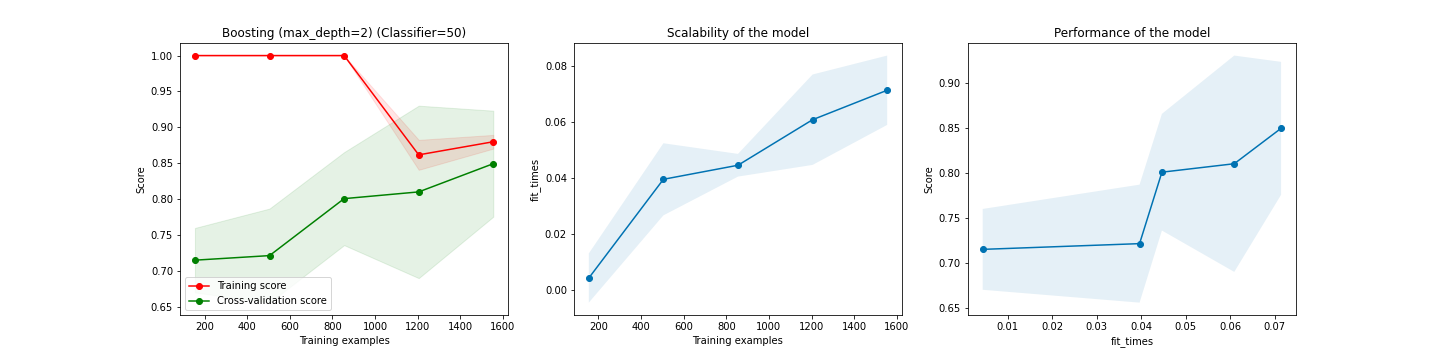 Boosting (max_depth=2) (Classifier=50)
1.00
0.95
0.90
0.85
0.80
0.75
0.70
0.65
Score
Training score
Cross-validation score
200 400 600 800 1000 1200 1400 1600
Training examples
Scalability of the model
0.08
0.06
0.04
0.02
0.00
fit_times
200 400 600 800 1000 1200 1400 1600
Training examples
Performance of the model
0.90
0.85
0.80
0.75
0.70
0.65
Score
0.01 0.02 0.03 0.04 0.05 0.06 0.07
fit_times